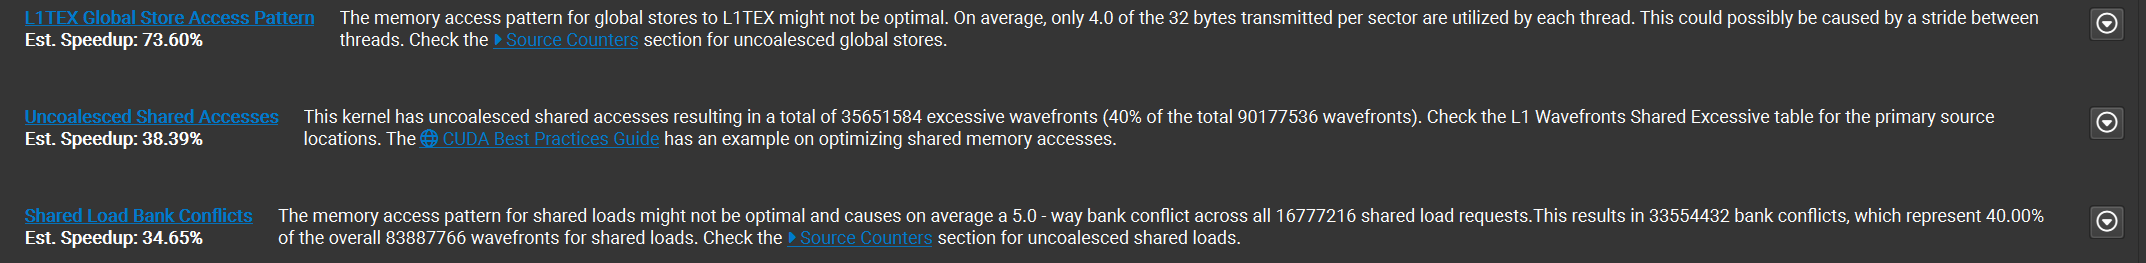 L1TEX Global Store Access Pattern The memory access pattern for global stores to L1TEX might not be optimal. On average, only 4.0 of the 32 bytes transmitted per sector are utilized by each thread. This could possibly be caused by a stride between
Est. Speedup: 73.60% threads. Check the Source Counters section for uncoalesced global stores.
Uncoalesced Shared Accesses This kernel has uncoalesced shared accesses resulting in a total of 35651584 excessive wavefronts (40% of the total 90177536 wavefronts). Check the L1 Wavefronts Shared Excessive table for the primary source
Est. Speedup: 38.39% locations. The CUDA Best Practices Guide has an example on optimizing shared memory accesses.
Shared Load Bank Conflicts The memory access pattern for shared loads might not be optimal and causes on average a 5.0 - way bank conflict across all 16777216 shared load requests.This results in 33554432 bank conflicts, which represent 40.00%
Est. Speedup: 34.65% of the overall 83887766 wavefronts for shared loads. Check the Source Counters section for uncoalesced shared loads.